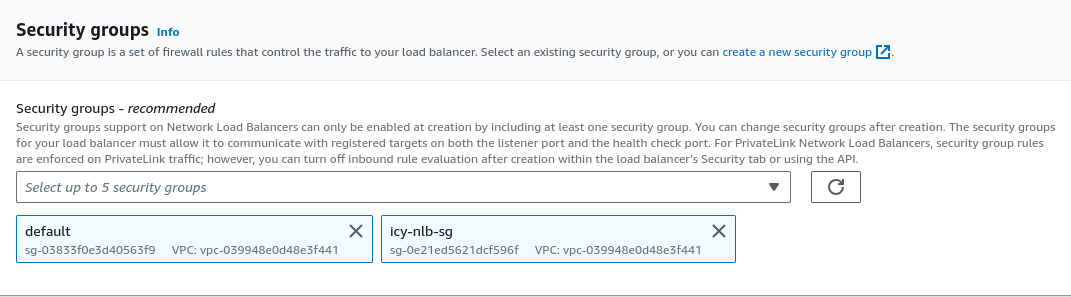 Security groups Info
A security group is a set of firewall rules that control the traffic to your load balancer. Select an existing security group, or you can create a new security group.
Security groups - recommended
Security groups support on Network Load Balancers can only be enabled at creation by including at least one security group. You can change security groups after creation. The security groups
for your load balancer must allow it to communicate with registered targets on both the listener port and the health check port. For PrivateLink Network Load Balancers, security group rules
are enforced on PrivateLink traffic; however, you can turn off inbound rule evaluation after creation within the load balancer's Security tab or using the API.
Select up to 5 security groups
default
sg-03833f0e3d40563f9 VPC: vpc-039948e0d48e3f441
icy-nlb-sg
sg-0e21ed5621dcf596f VPC: vpc-039948e0d48e3f441